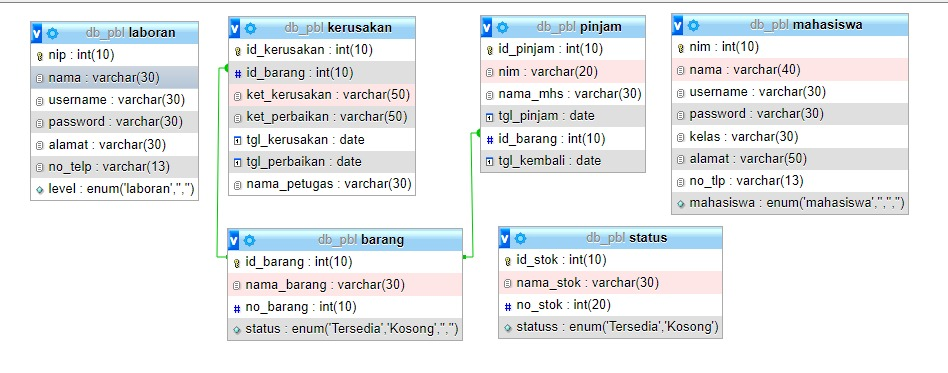 db_pbl laboran
nip : int(10)
nama : varchar(30)
username : varchar(30)
password : varchar(30)
alamat : varchar(30)
no_telp : varchar(13)
level : enum('laboran','','')
db_pbl kerusakan
id_kerusakan : int(10)
id_barang : int(10)
ket_kerusakan : varchar(50)
ket_perbaikan : varchar(50)
tgl_kerusakan : date
tgl_perbaikan : date
nama_petugas : varchar(30)
db_pbl pinjam
id_pinjam : int(10)
nim : varchar(20)
nama_mhs : varchar(30)
tgl_pinjam : date
id_barang : int(10)
tgl_kembali : date
db_pbl mahasiswa
nim : int(10)
nama : varchar(40)
username : varchar(30)
password : varchar(30)
kelas : varchar(30)
alamat : varchar(50)
no_tlp : varchar(13)
mahasiswa : enum('mahasiswa','','','')
db_pbl barang
id_barang : int(10)
nama_barang : varchar(30)
no_barang : int(10)
status : enum('Tersedia','Kosong','','')
db_pbl status
id_stok : int(10)
nama_stok : varchar(30)
no_stok : int(20)
statuss : enum('Tersedia','Kosong')